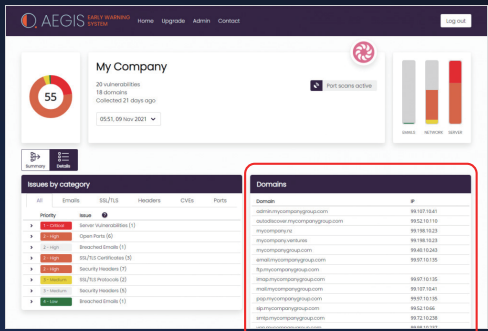 AEGIS EARLY WARNING SYSTEM
Home Upgrade Admin Contact
Log out
My Company
20 vulnerabilities
18 domains
Collected 21 days ago
Port scans active
55
05:51, 09 Nov 2021
EMAILS NETWORK SERVER
Summary Details
Issues by category
All Emails SSL/TLS Headers CVEs Ports
Priority Issue
1 - Critical Server Vulnerabilities (1)
2 - High Open Ports (6)
2 - High Breached Emails (1)
2 - High SSL/TLS Certificates (3)
2 - High Security Headers (7)
3 - Medium SSL/TLS Protocols (2)
3 - Medium Security Headers (5)
4 - Low Breached Emails (1)
Domains
Domain IP
admin.mycompanygroup.com 99.107.10.41
autodiscover.mycompanygroup.com 99.52.10.110
mycompany.nz 99.198.10.23
mycompany.ventures 99.198.10.23
mycompanygroup.com 99.40.10.243
email.mycompanygroup.com 99.97.10.135
ftp.mycompanygroup.com
imap.mycompanygroup.com 99.97.10.135
mail.mycompanygroup.com 99.107.10.41
pop.mycompanygroup.com 99.97.10.135
sip.mycompanygroup.com 99.52.10.66
smtp.mycompanygroup.com 99.72.10.238